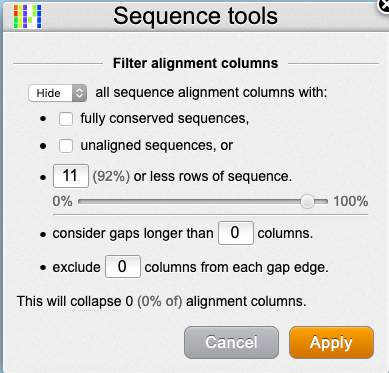 Sequence tools
Filter alignment columns
Hide all sequence alignment columns with:
• fully conserved sequences,
• unaligned sequences, or
• 11 (92%) or less rows of sequence.
0% 100%
• consider gaps longer than 0 columns.
• exclude 0 columns from each gap edge.
This will collapse 0 (0% of) alignment columns.
Cancel Apply